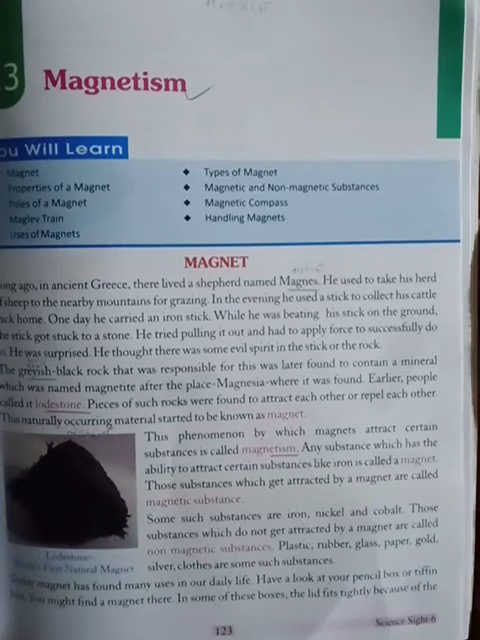 3
Magnetism
ou Will Learn
Magnet
Properties of a Magnet
Poles of a Magnet
Maglev Train
Uses of Magnets
◆ Types of Magnet
◆ Magnetic and Non-magnetic Substances
◆ Magnetic Compass
◆ Handling Magnets
MAGNET
ong ago, in ancient Greece, there lived a shepherd named Magnes. He used to take his herd
f sheep to the nearby mountains for grazing. In the evening he used a stick to collect his cattle
ack home. One day he carried an iron stick. While he was beating his stick on the ground,
he stick got stuck to a stone. He tried pulling it out and had to apply force to successfully do
He was surprised. He thought there was some evil spirit in the stick or the rock.
The greyish-black rock that was responsible for this was later found to contain a mineral
which was named magnetite after the place-Magnesia-where it was found. Earlier, people
called it lodestone. Pieces of such rocks were found to attract each other or repel each other.
This naturally occurring material started to be known as magnet.
This phenomenon by which magnets attract certain
substances is called magnetism. Any substance which has the
ability to attract certain substances like iron is called a magnet.
Those substances which get attracted by a magnet are called
magnetic substance.
Some such substances are iron, nickel and cobalt. Those
substances which do not get attracted by a magnet are called
non magnetic substances. Plastic, rubber, glass, paper, gold,
silver, clothes are some such substances.
Lodestone
First Natural Magnet
magnet has found many uses in our daily life. Have a look at your pencil box or tiffin
You might find a magnet there. In some of these boxes, the lid fits tightly because of the
123
Science Sight-6